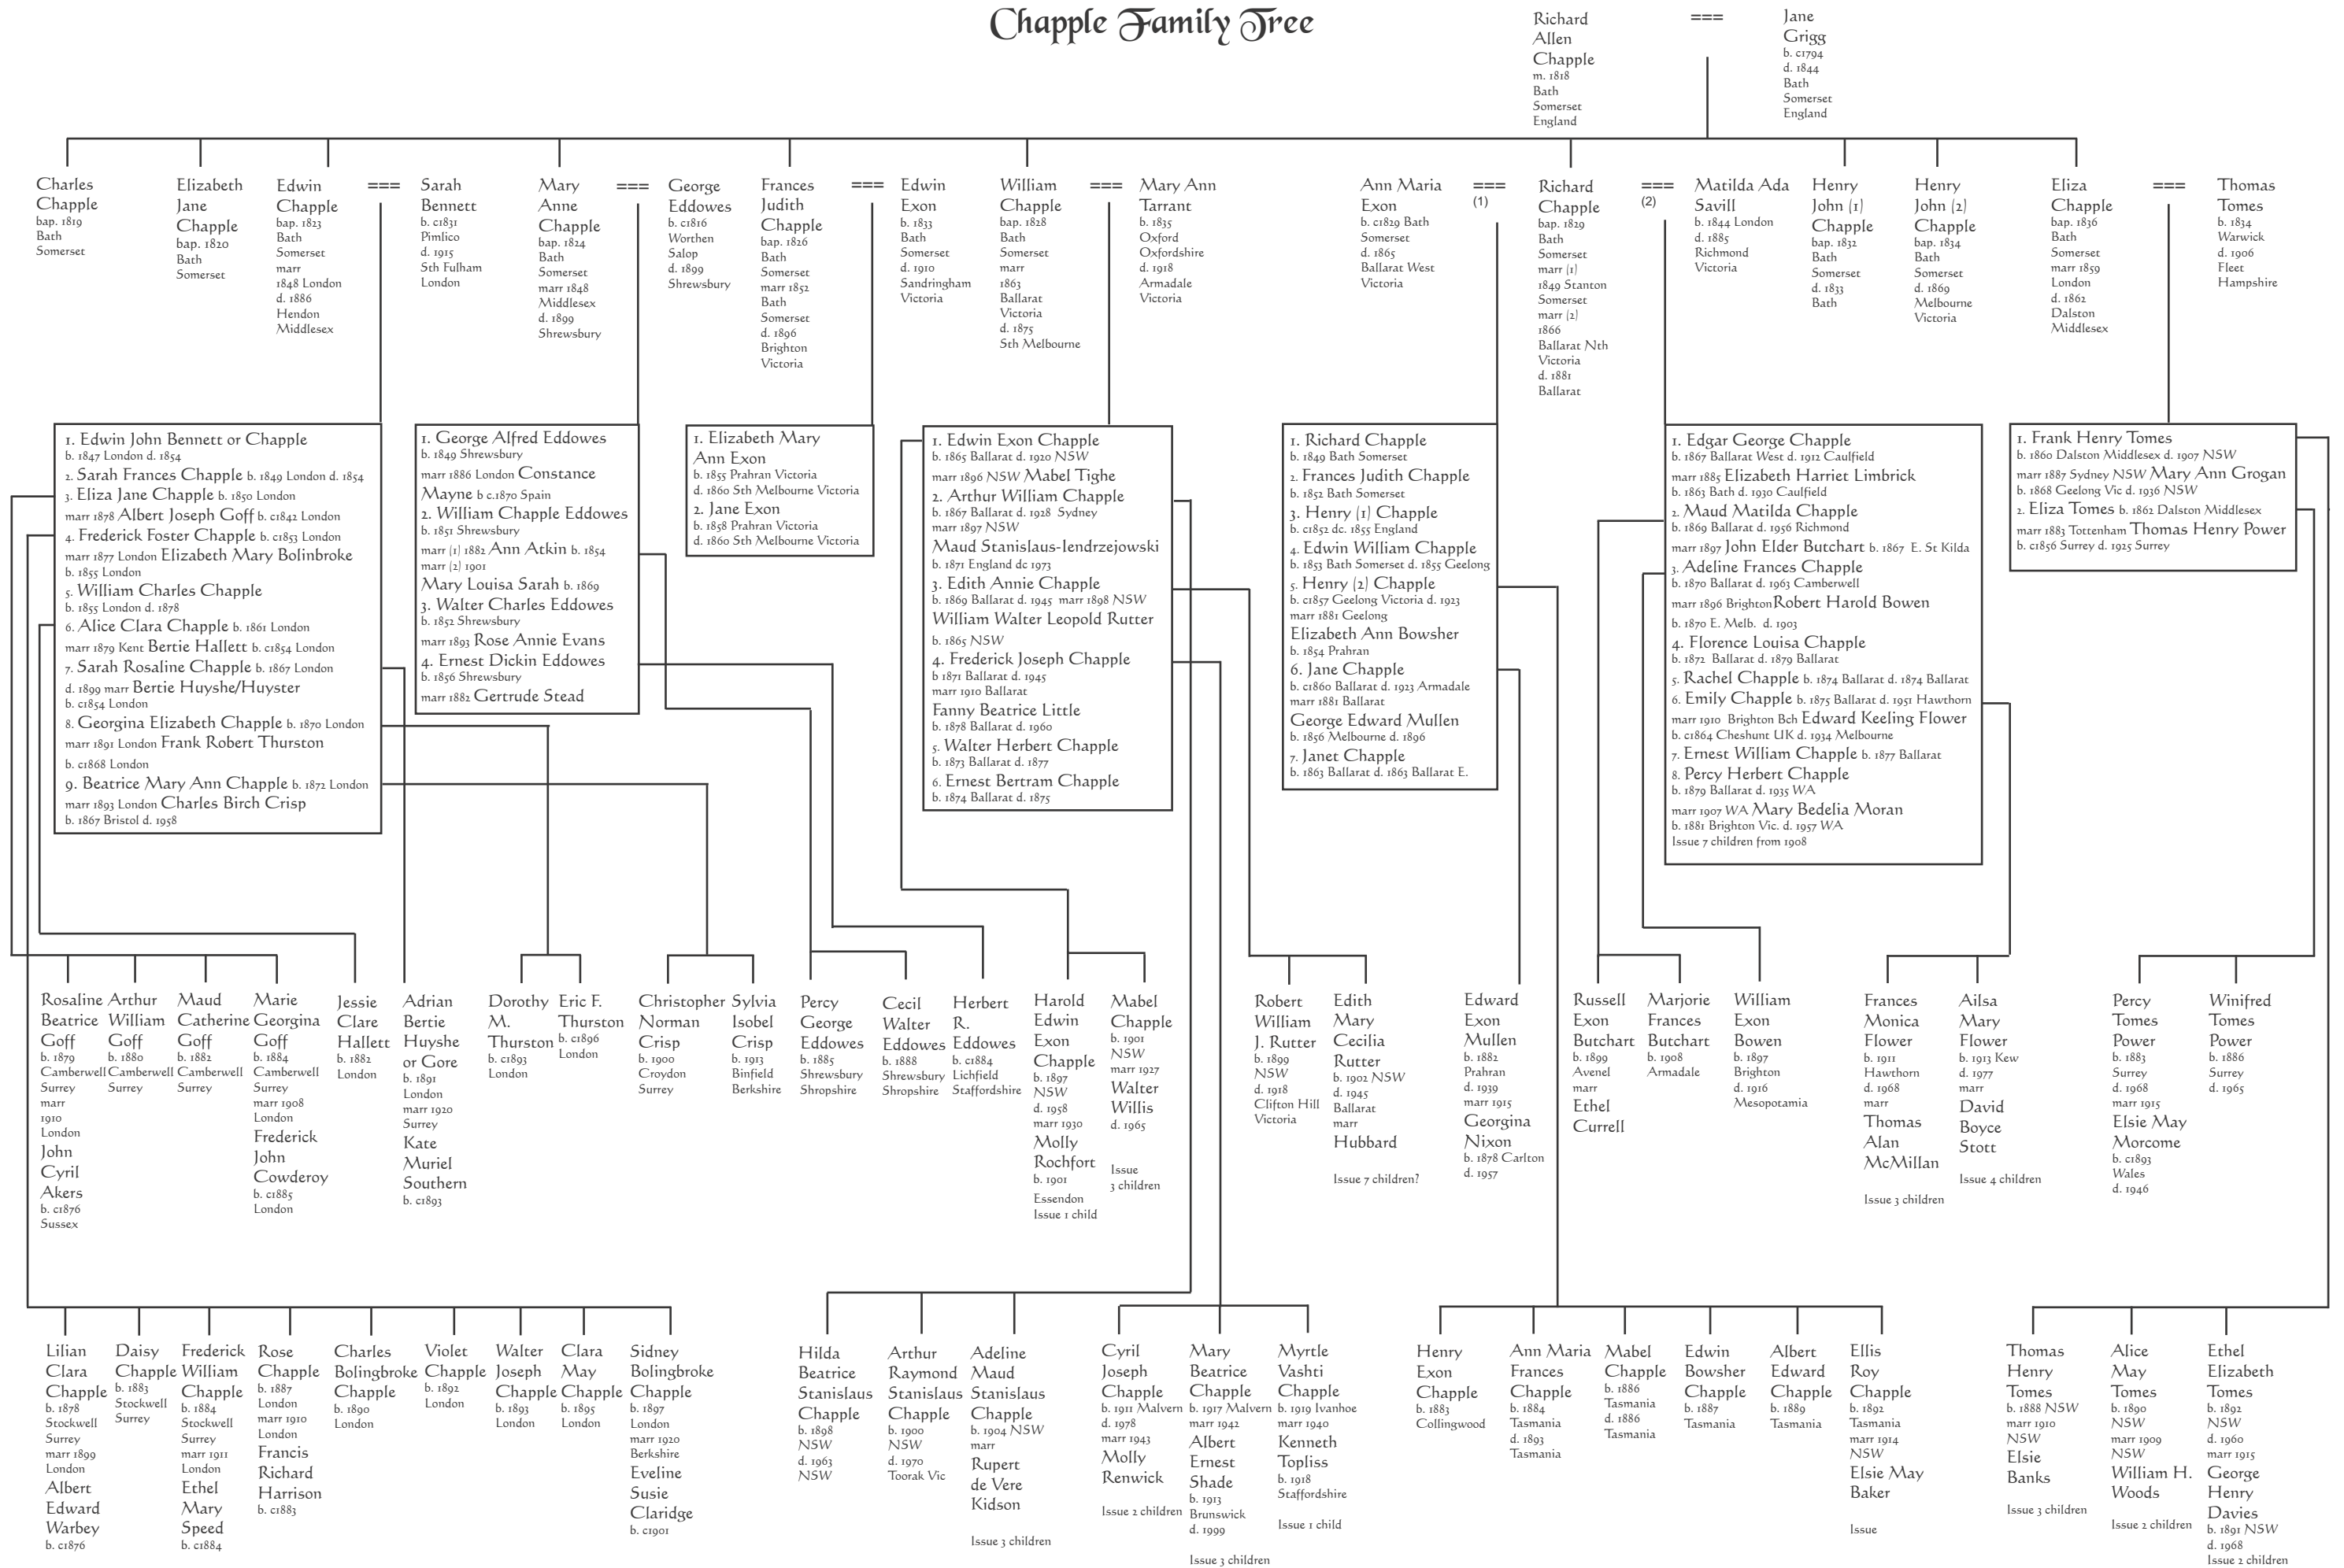 Chapple Family Tree
Richard
Allen
Chapple
m. 1818
Bath
Somerset
England
===
Jane
Grigg
b. c1794
d. 1844
Bath
Somerset
England
Charles
Chapple
bap. 1819
Bath
Somerset
Elizabeth
Jane
Chapple
bap. 1820
Bath
Somerset
Edwin
Chapple
bap. 1823
Bath
Somerset
marr
1848 London
d. 1886
Hendon
Middlesex
===
Sarah
Bennett
b. c1831
Pimlico
d. 1915
Sth Fulham
London
Mary
Anne
Chapple
bap. 1824
Bath
Somerset
marr 1848
Middlesex
d. 1899
Shrewsbury
===
George
Eddowes
b. c1816
Worthen
Salop
d. 1899
Shrewsbury
Frances
Judith
Chapple
bap. 1826
Bath
Somerset
marr 1852
Bath
Somerset
d. 1896
Brighton
Victoria
===
Edwin
Exon
b. 1833
Bath
Somerset
d. 1910
Sandringham
Victoria
William
Chapple
bap. 1828
Bath
Somerset
marr
1863
Ballarat
Victoria
d. 1875
Sth Melbourne
===
Mary Ann
Tarrant
b. 1835
Oxford
Oxfordshire
d. 1918
Armadale
Victoria
Ann Maria
Exon
b. c1829 Bath
Somerset
d. 1865
Ballarat West
Victoria
===
(1)
Richard
Chapple
bap. 1829
Bath
Somerset
marr (1)
1849 Stanton
Somerset
marr (2)
1866
Ballarat Nth
Victoria
d. 1881
Ballarat
===
(2)
Matilda Ada
Savill
b. 1844 London
d. 1885
Richmond
Victoria
Henry
John (1)
Chapple
bap. 1832
Bath
Somerset
d. 1833
Bath
Henry
John (2)
Chapple
bap. 1834
Bath
Somerset
d. 1869
Melbourne
Victoria
Eliza
Chapple
bap. 1836
Bath
Somerset
marr 1859
London
d. 1862
Dalston
Middlesex
===
Thomas
Tomes
b. 1834
Warwick
d. 1906
Fleet
Hampshire
1. Edwin John Bennett or Chapple
b. 1847 London d. 1854
2. Sarah Frances Chapple b. 1849 London d. 1854
3. Eliza Jane Chapple b. 1850 London
marr 1878 Albert Joseph Goff b. c1842 London
4. Frederick Foster Chapple b. c1853 London
marr 1877 London Elizabeth Mary Bolinbroke
b. 1855 London
5. William Charles Chapple
b. 1855 London d. 1878
6. Alice Clara Chapple b. 1861 London
marr 1879 Kent Bertie Hallett b. c1854 London
7. Sarah Rosaline Chapple b. 1867 London
d. 1899 marr Bertie Huyshe/Huyster
b. c1854 London
8. Georgina Elizabeth Chapple b. 1870 London
marr 1891 London Frank Robert Thurston
b. c1868 London
9. Beatrice Mary Ann Chapple b. 1872 London
marr 1893 London Charles Birch Crisp
b. 1867 Bristol d. 1958
1. George Alfred Eddowes
b. 1849 Shrewsbury
marr 1886 London Constance
Mayne b c.1870 Spain
2. William Chapple Eddowes
b. 1851 Shrewsbury
marr (1) 1882 Ann Atkin b. 1854
marr (2) 1901
Mary Louisa Sarah b. 1869
3. Walter Charles Eddowes
b. 1852 Shrewsbury
marr 1893 Rose Annie Evans
4. Ernest Dickin Eddowes
b. 1856 Shrewsbury
marr 1882 Gertrude Stead
1. Elizabeth Mary
Ann Exon
b. 1855 Prahran Victoria
d. 1860 Sth Melbourne Victoria
2. Jane Exon
b. 1858 Prahran Victoria
d. 1860 Sth Melbourne Victoria
1. Edwin Exon Chapple
b. 1865 Ballarat d. 1920 NSW
marr 1896 NSW Mabel Tighe
2. Arthur William Chapple
b. 1867 Ballarat d. 1928 Sydney
marr 1897 NSW
Maud Stanislaus-Iendrzejowski
b. 1871 England dc 1973
3. Edith Annie Chapple
b. 1869 Ballarat d. 1945 marr 1898 NSW
William Walter Leopold Rutter
b. 1865 NSW
4. Frederick Joseph Chapple
b 1871 Ballarat d. 1945
marr 1910 Ballarat
Fanny Beatrice Little
b. 1878 Ballarat d. 1960
5. Walter Herbert Chapple
b. 1873 Ballarat d. 1877
6. Ernest Bertram Chapple
b. 1874 Ballarat d. 1875
1. Richard Chapple
b. 1849 Bath Somerset
2. Frances Judith Chapple
b. 1852 Bath Somerset
3. Henry (1) Chapple
b. c1852 dc. 1855 England
4. Edwin William Chapple
b. 1853 Bath Somerset d. 1855 Geelong
5. Henry (2) Chapple
b. c1857 Geelong Victoria d. 1923
marr 1881 Geelong
Elizabeth Ann Bowsher
b. 1854 Prahran
6. Jane Chapple
b. c1860 Ballarat d. 1923 Armadale
marr 1881 Ballarat
George Edward Mullen
b. 1856 Melbourne d. 1896
7. Janet Chapple
b. 1863 Ballarat d. 1863 Ballarat E.
1. Edgar George Chapple
b. 1867 Ballarat West d. 1912 Caulfield
marr 1885 Elizabeth Harriet Limbrick
b. 1863 Bath d. 1930 Caulfield
2. Maud Matilda Chapple
b. 1869 Ballarat d. 1956 Richmond
marr 1897 John Elder Butchart b. 1867 E. St Kilda
3. Adeline Frances Chapple
b. 1870 Ballarat d. 1963 Camberwell
marr 1896 Brighton Robert Harold Bowen
b. 1870 E. Melb. d. 1903
4. Florence Louisa Chapple
b. 1872 Ballarat d. 1879 Ballarat
5. Rachel Chapple b. 1874 Ballarat d. 1874 Ballarat
6. Emily Chapple b. 1875 Ballarat d. 1951 Hawthorn
marr 1910 Brighton Bch Edward Keeling Flower
b. c1864 Cheshunt UK d. 1934 Melbourne
7. Ernest William Chapple b. 1877 Ballarat
8. Percy Herbert Chapple
b. 1879 Ballarat d. 1935 WA
marr 1907 WA Mary Bedelia Moran
b. 1881 Brighton Vic. d. 1957 WA
Issue 7 children from 1908
1. Frank Henry Tomes
b. 1860 Dalston Middlesex d. 1907 NSW
marr 1887 Sydney NSW Mary Ann Grogan
b. 1868 Geelong Vic d. 1936 NSW
2. Eliza Tomes b. 1862 Dalston Middlesex
marr 1883 Tottenham Thomas Henry Power
b. c1856 Surrey d. 1925 Surrey
Rosaline
Beatrice
Goff
b. 1879
Camberwell
Surrey
marr
1910
London
John
Cyril
Akers
b. c1876
Sussex
Arthur
William
Goff
b. 1880
Camberwell
Surrey
Maud
Catherine
Goff
b. 1882
Camberwell
Surrey
Marie
Georgina
Goff
b. 1884
Camberwell
Surrey
marr 1908
London
Frederick
John
Cowderoy
b. c1885
London
Jessie
Clare
Hallett
b. 1882
London
Adrian
Bertie
Huyshe
or Gore
b. 1891
London
marr 1920
Surrey
Kate
Muriel
Southern
b. c1893
Dorothy
M.
Thurston
b. c1893
London
Eric F.
Thurston
b. c1896
London
Christopher
Norman
Crisp
b. 1900
Croydon
Surrey
Sylvia
Isobel
Crisp
b. 1913
Binfield
Berkshire
Percy
George
Eddowes
b. 1885
Shrewsbury
Shropshire
Cecil
Walter
Eddowes
b. 1888
Shrewsbury
Shropshire
Herbert
R.
Eddowes
b. c1884
Lichfield
Staffordshire
Harold
Edwin
Exon
Chapple
b. 1897
NSW
d. 1958
marr 1930
Molly
Rochfort
b. 1901
Essendon
Issue 1 child
Mabel
Chapple
b. 1901
NSW
marr 1927
Walter
Willis
d. 1965
Issue
3 children
Robert
William
J. Rutter
b. 1899
NSW
d. 1918
Clifton Hill
Victoria
Edith
Mary
Cecilia
Rutter
b. 1902 NSW
d. 1945
Ballarat
marr
Hubbard
Issue 7 children?
Edward
Exon
Mullen
b. 1882
Prahran
d. 1939
marr 1915
Georgina
Nixon
b. 1878 Carlton
d. 1957
Russell
Exon
Butchart
b. 1899
Avenel
marr
Ethel
Currell
Marjorie
Frances
Butchart
b. 1908
Armadale
William
Exon
Bowen
b. 1897
Brighton
d. 1916
Mesopotamia
Frances
Monica
Flower
b. 1911
Hawthorn
d. 1968
marr
Thomas
Alan
McMillan
Issue 3 children
Ailsa
Mary
Flower
b. 1913 Kew
d. 1977
marr
David
Boyce
Stott
Issue 4 children
Percy
Tomes
Power
b. 1883
Surrey
d. 1968
marr 1915
Elsie May
Morcome
b. c1893
Wales
d. 1946
Winifred
Tomes
Power
b. 1886
Surrey
d. 1965
Lilian
Clara
Chapple
b. 1878
Stockwell
Surrey
marr 1899
London
Albert
Edward
Warbey
b. c1876
Daisy
Chapple
b. 1883
Stockwell
Surrey
Frederick
William
Chapple
b. 1884
Stockwell
Surrey
marr 1911
London
Ethel
Mary
Speed
b. c1884
Rose
Chapple
b. 1887
London
marr 1910
London
Francis
Richard
Harrison
b. c1883
Charles
Bolingbroke
Chapple
b. 1890
London
Violet
Chapple
b. 1892
London
Walter
Joseph
Chapple
b. 1893
London
Clara
May
Chapple
b. 1895
London
Sidney
Bolingbroke
Chapple
b. 1897
London
marr 1920
Berkshire
Eveline
Susie
Claridge
b. c1901
Hilda
Beatrice
Stanislaus
Chapple
b. 1898
NSW
d. 1963
NSW
Arthur
Raymond
Stanislaus
Chapple
b. 1900
NSW
d. 1970
Toorak Vic
Adeline
Maud
Stanislaus
Chapple
b. 1904 NSW
marr
Rupert
de Vere
Kidson
Issue 3 children
Cyril
Joseph
Chapple
b. 1911 Malvern
d. 1978
marr 1943
Molly
Renwick
Issue 2 children
Mary
Beatrice
Chapple
b. 1917 Malvern
marr 1942
Albert
Ernest
Shade
b. 1913
Brunswick
d. 1999
Issue 3 children
Myrtle
Vashti
Chapple
b. 1919 Ivanhoe
marr 1940
Kenneth
Topliss
b. 1918
Staffordshire
Issue 1 child
Henry
Exon
Chapple
b. 1883
Collingwood
Ann Maria
Frances
Chapple
b. 1884
Tasmania
d. 1893
Tasmania
Mabel
Chapple
b. 1886
Tasmania
d. 1886
Tasmania
Edwin
Bowsher
Chapple
b. 1887
Tasmania
Albert
Edward
Chapple
b. 1889
Tasmania
Ellis
Roy
Chapple
b. 1892
Tasmania
marr 1914
NSW
Elsie May
Baker
Issue
Thomas
Henry
Tomes
b. 1888 NSW
marr 1910
NSW
Elsie
Banks
Issue 3 children
Alice
May
Tomes
b. 1890
NSW
marr 1909
NSW
William H.
Woods
Issue 2 children
Ethel
Elizabeth
Tomes
b. 1892
NSW
d. 1960
marr 1915
George
Henry
Davies
b. 1891 NSW
d. 1968
Issue 2 children